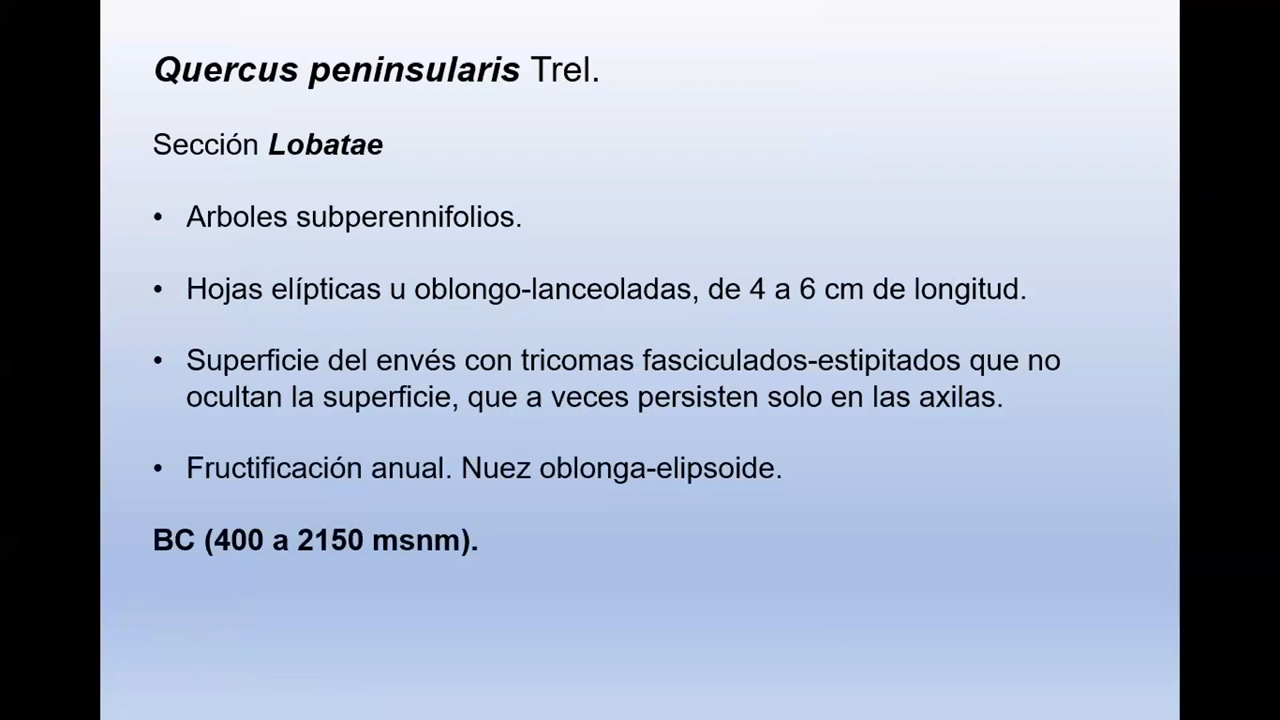 Quercus peninsularis Trel.
Sección Lobatae
• Arboles subperennifolios.
• Hojas elípticas u oblongo-lanceoladas, de 4 a 6 cm de longitud.
• Superficie del envés con tricomas fasciculados-estipitados que no
ocultan la superficie, que a veces persisten solo en las axilas.
• Fructificación anual. Nuez oblonga-elipsoide.
BC (400 a 2150 msnm).